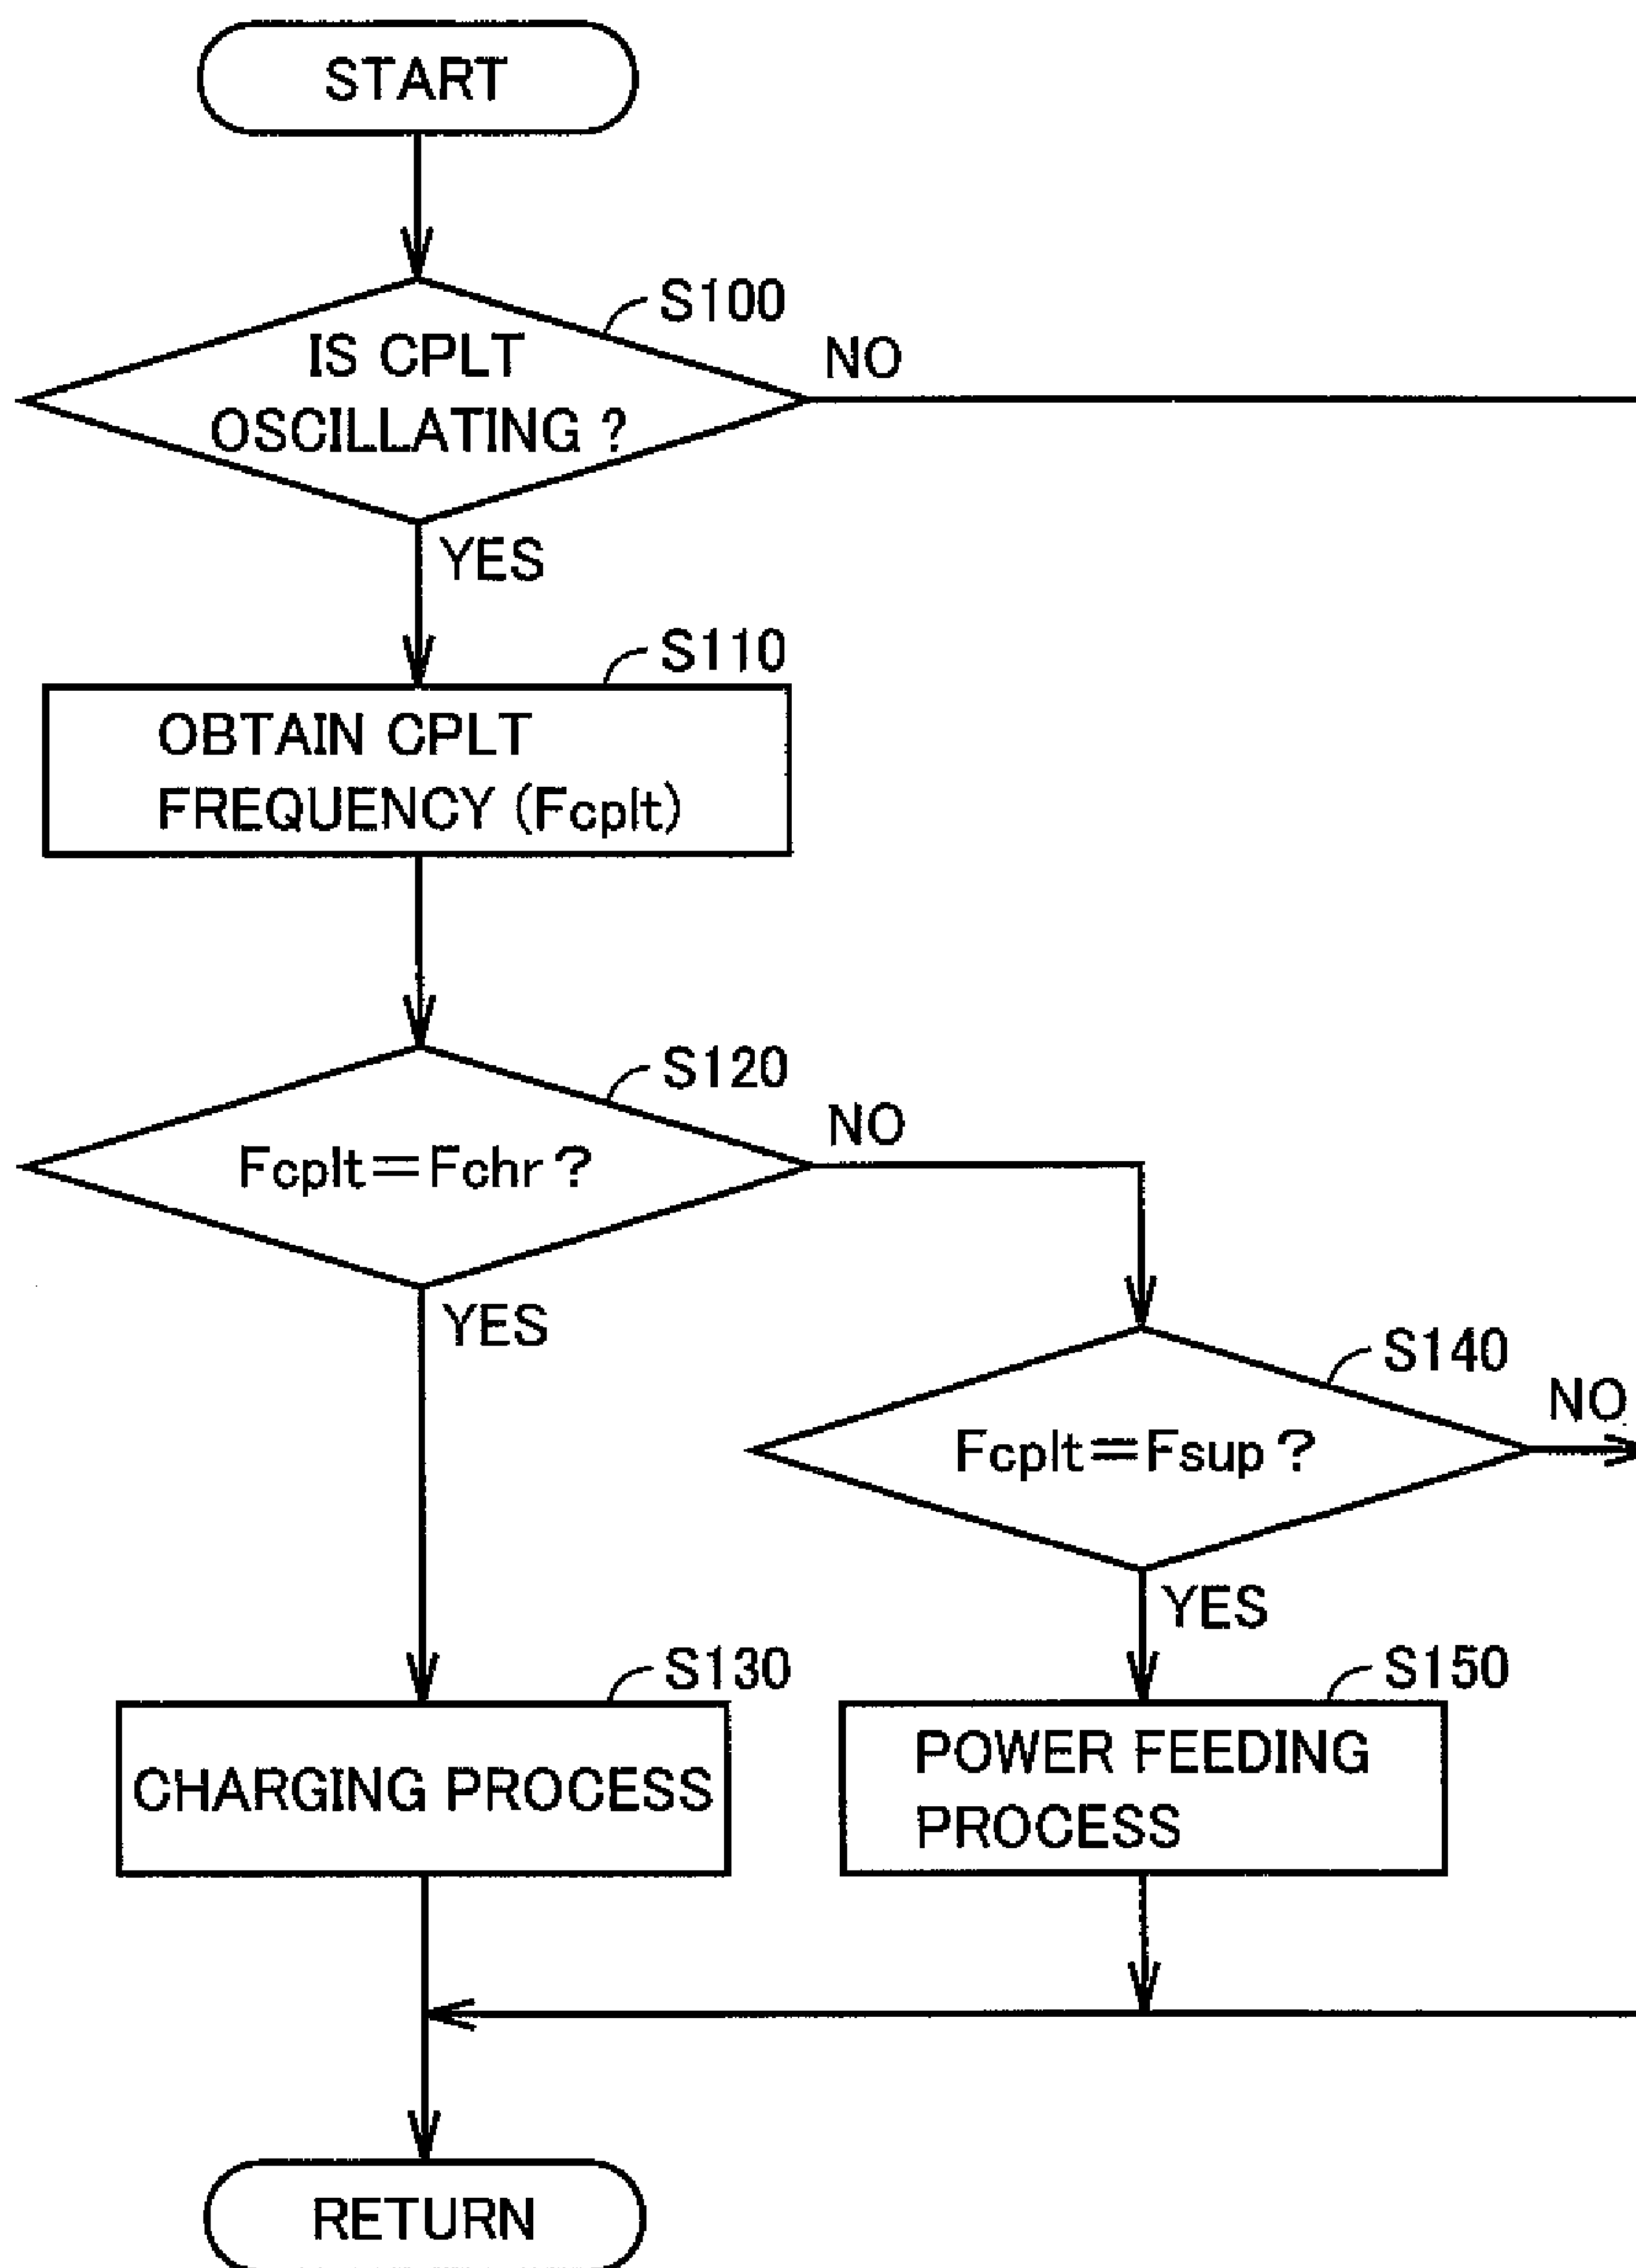 START
S100
IS CPLT
OSCILLATING ?
NO
YES
S110
OBTAIN CPLT
FREQUENCY (Fcplt)
S120
Fcplt=Fchr ?
NO
YES
S140
Fcplt=Fsup ?
NO
YES
S130
CHARGING PROCESS
S150
POWER FEEDING
PROCESS
RETURN